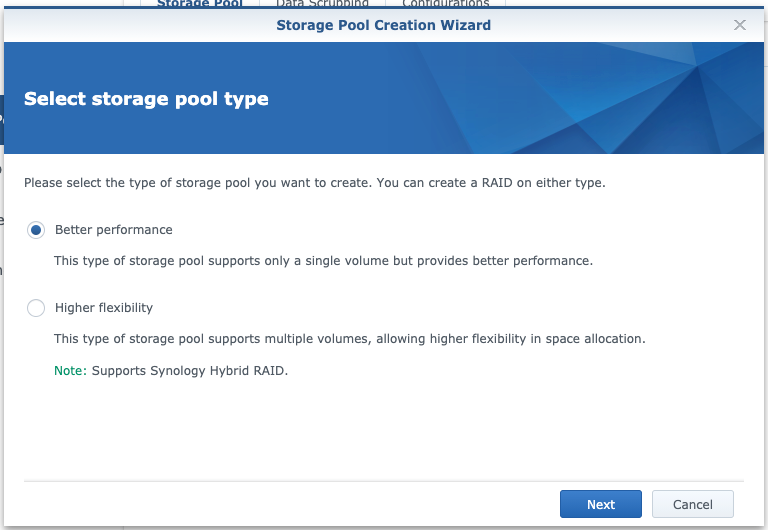 Storage Pool Data Scrubbing Configurations
Storage Pool Creation Wizard
Select storage pool type
Please select the type of storage pool you want to create. You can create a RAID on either type.
Better performance
This type of storage pool supports only a single volume but provides better performance.
Higher flexibility
This type of storage pool supports multiple volumes, allowing higher flexibility in space allocation.
Note: Supports Synology Hybrid RAID.
Next Cancel